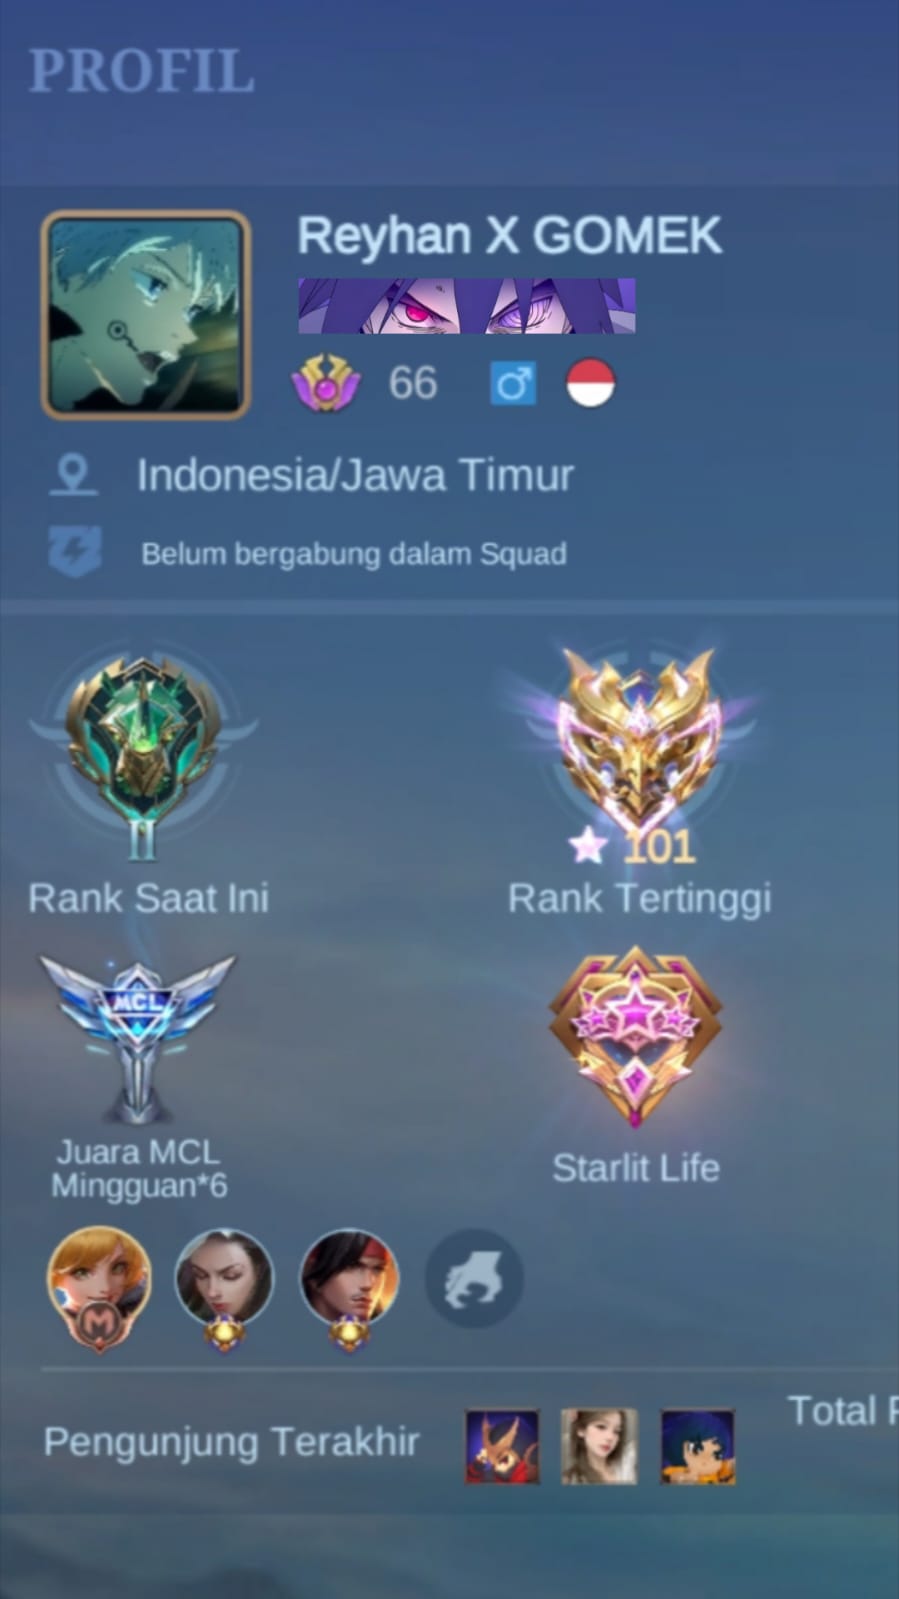 PROFIL
Reyhan X GOMEK
66
Indonesia/Jawa Timur
Belum bergabung dalam Squad
II
101
Rank Saat Ini
Rank Tertinggi
MCL
Juara MCL
Mingguan*6
Starlit Life
M
Pengunjung Terakhir
Total